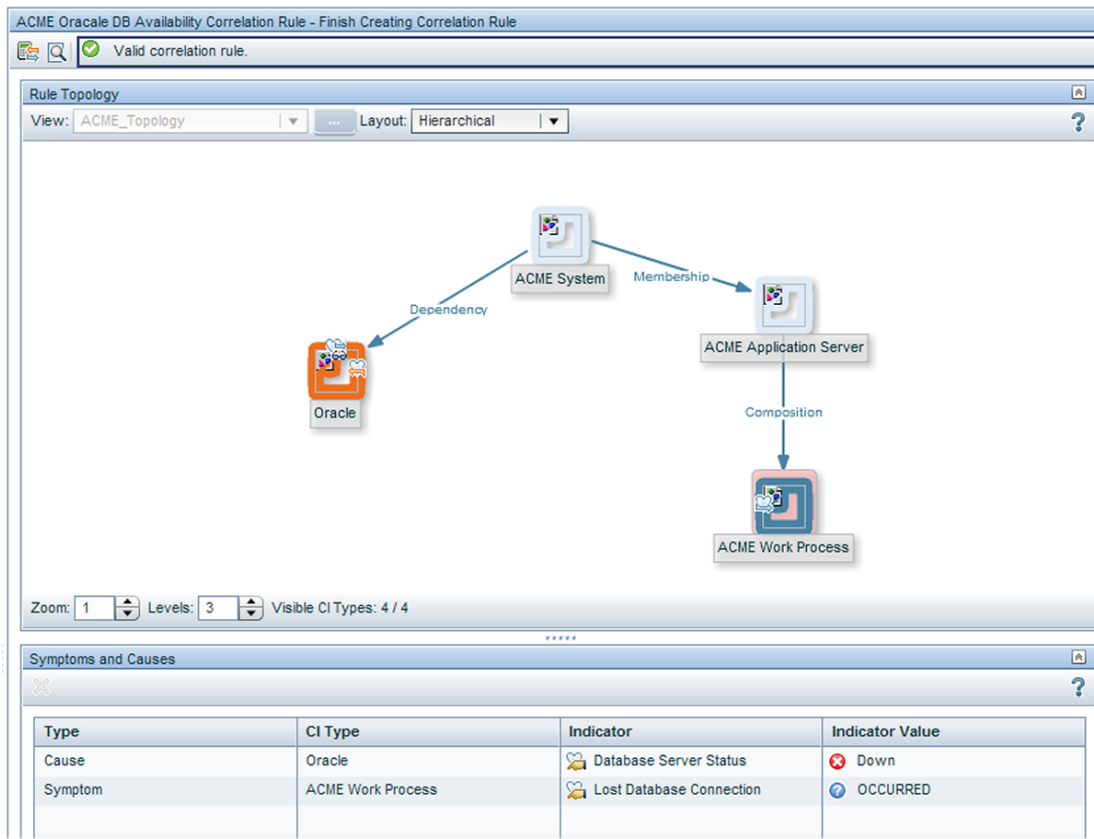 ACME Oracale DB Availability Correlation Rule - Finish Creating Correlation Rule
Valid correlation rule.
Rule Topology
View: ACME_Topology ... Layout: Hierarchical ?
ACME System
Membership
Dependency
ACME Application Server
Oracle
Composition
ACME Work Process
Zoom: 1 Levels: 3 Visible CI Types: 4 / 4
Symptoms and Causes
?
Type CI Type Indicator Indicator Value
Cause Oracle Database Server Status Down
Symptom ACME Work Process Lost Database Connection ? OCCURRED